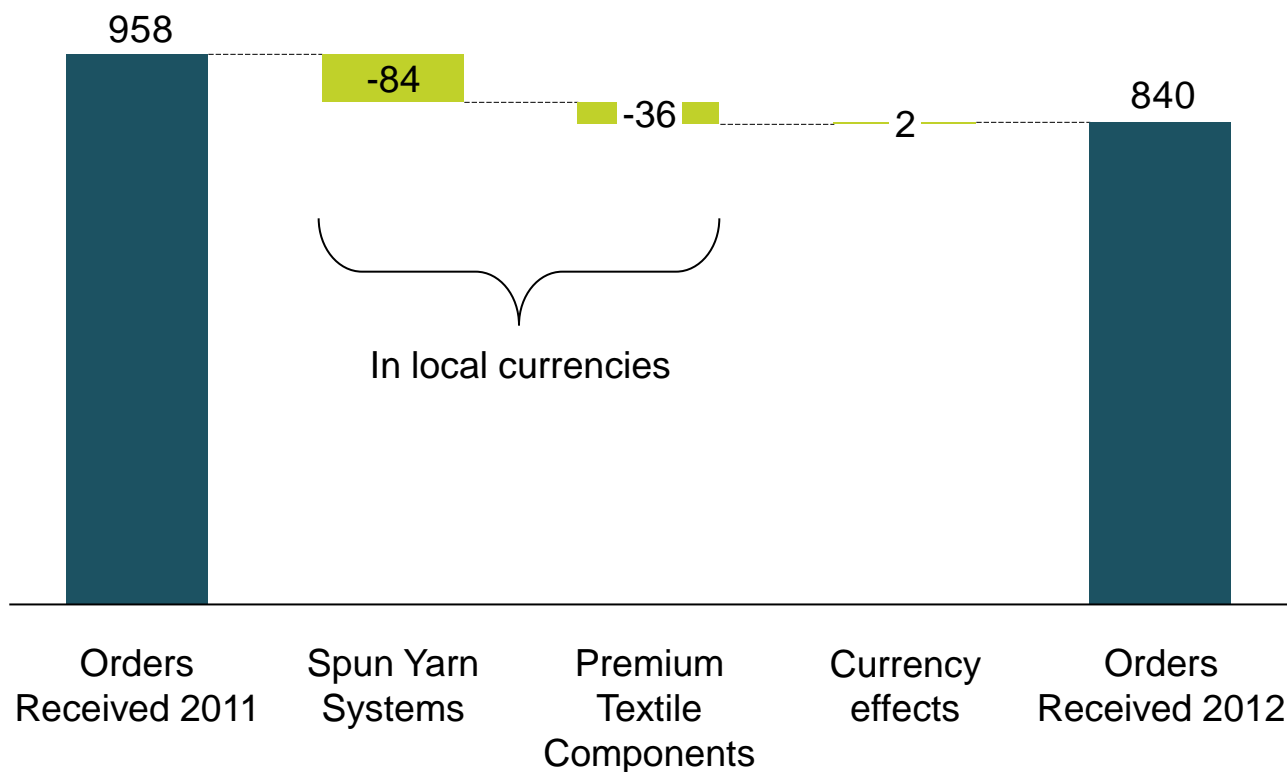 958
-84
-36
2
840
In local currencies
Orders
Received 2011
Spun Yarn
Systems
Premium
Textile
Components
Currency
effects
Orders
Received 2012